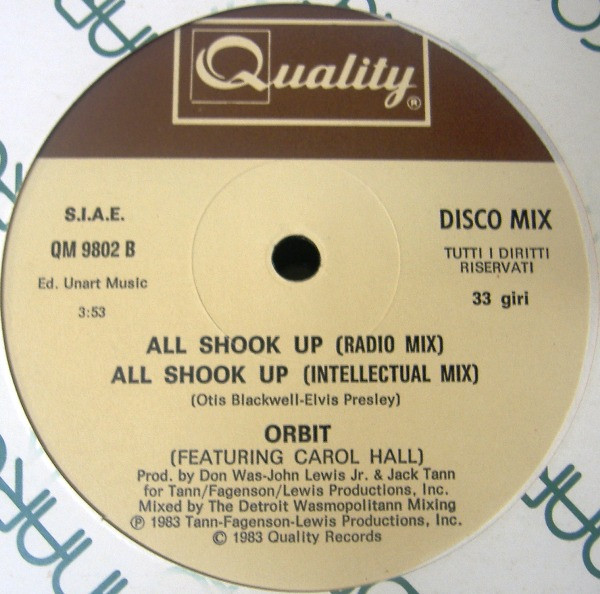 Quality®
S.I.A.E.
QM 9802 B
Ed. Unart Music
3:53
DISCO MIX
TUTTI I DIRITTI
RISERVATI
33 giri
ALL SHOOK UP (RADIO MIX)
ALL SHOOK UP (INTELLECTUAL MIX)
(Otis Blackwell-Elvis Presley)
ORBIT
(FEATURING CAROL HALL)
Prod. by Don Was-John Lewis Jr. & Jack Tann
for Tann/Fagenson/Lewis Productions, Inc.
Mixed by The Detroit Wasmopolitann Mixing
℗ 1983 Tann-Fagenson-Lewis Productions, Inc.
© 1983 Quality Records